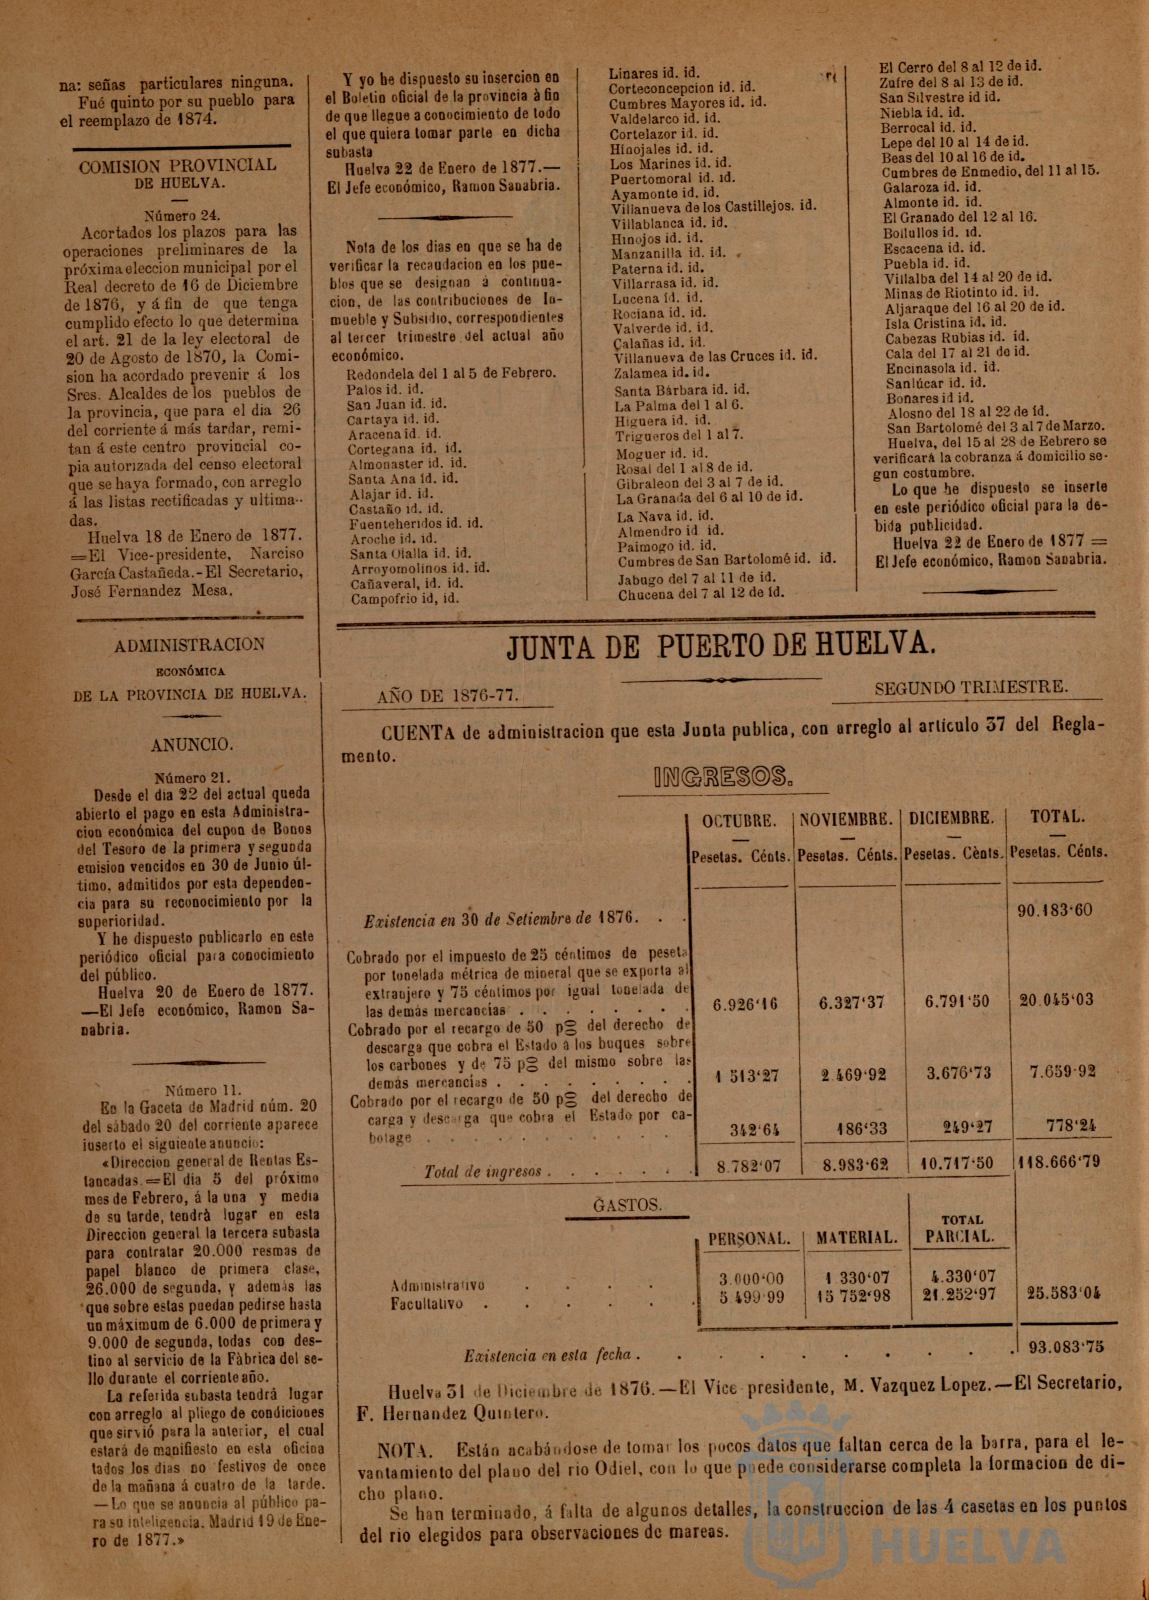 na: señas particulares ninguna.
Fué quinto por su pueblo para
el reemplazo de 1874.
COMISION PROVINCIAL
DE HUELVA.
Número 24.
Acortados los plazos para las
operaciones preliminares de la
próxima eleccion municipal por el
Real decreto de 16 de Diciembre
de 1876, y á fin de que tenga
cumplido efecto lo que determina
el art. 21 de la ley electoral de
20 de Agosto de 1870, la Comi-
sion ha acordado prevenir á los
Sres. Alcaldes de los pueblos de
la provincia, que para el dia 26
del corriente á más tardar, remi-
tan á este centro provincial co-
pia autorizada del censo electoral
que se haya formado, con arreglo
á las listas rectificadas y ultima-
das.
Huelva 18 de Enero de 1877.
=El Vice-presidente, Narciso
García Castañeda.-El Secretario,
José Fernandez Mesa.
ADMINISTRACION
ECONÓMICA
DE LA PROVINCIA DE HUELVA.
ANUNCIO.
Número 21.
Desde el dia 22 del actual queda
abierto el pago en esta Administra-
cion económica del cupon de Bonos
del Tesoro de la primera y segunda
emision vencidos en 30 de Junio úl-
timo, admitidos por esta dependen-
cia para su reconocimiento por la
superioridad.
Y he dispuesto publicarlo en este
periódico oficial para conocimiento
del público.
Huelva 20 de Enero de 1877.
—El Jefe económico, Ramon Sa-
nabria.
Número 11.
En la Gaceta de Madrid núm. 20
del sábado 20 del corriente aparece
inserto el siguiente anuncio:
«Direccion general de Rentas Es-
tancadas.=El dia 5 del próximo
mes de Febrero, á la una y media
de su tarde, tendrà lugar en esta
Direccion general la tercera subasta
para contratar 20.000 resmas de
papel blanco de primera clase,
26.000 de segunda, y además las
que sobre estas puedan pedirse hasta
un máximum de 6.000 de primera y
9.000 de segunda, todas con des-
tino al servicio de la Fàbrica del se-
llo durante el corriente año.
La referida subasta tendrá lugar
con arreglo al pliego de condiciones
que sirvió para la anterior, el cual
estará de manifiesto en esta oficina
tados los dias no festivos de once
de la mañana á cuatro de la tarde.
—Lo que se anuncia al público pa-
ra su inteligencia. Madrid 19 de Ene-
ro de 1877.»
Y yo he dispuesto su insercion en
el Boletin oficial de la provincia à fin
de que llegue a conocimiento de todo
el que quiera tomar parte en dicha
subasta
Huelva 22 de Enero de 1877.—
El Jefe económico, Ramon Sanabria.
Nota de los dias en que se ha de
verificar la recaudacion en los pue-
blos que se designan á continua-
cion, de las contribuciones de In-
mueble y Subsidio, correspondientes
al tercer trimestre del actual año
económico.
Redondela del 1 al 5 de Febrero.
Palos id. id.
San Juan id. id.
Cartaya id. id.
Aracena id. id.
Cortegana id. id.
Almonaster id. id.
Santa Ana id. id.
Alajar id. id.
Castaño id. id.
Fuenteheridos id. id.
Aroche id. id.
Santa Olalla id. id.
Arroyomolinos id. id.
Cañaveral, id. id.
Campofrio id, id.
Linares id. id.
Corteconcepcion id. id.
Cumbres Mayores id. id.
Valdelarco id. id.
Cortelazor id. id.
Hinojales id. id.
Los Marines id. id.
Puertomoral id. id.
Ayamonte id. id.
Villanueva de los Castillejos. id.
Villablanca id. id.
Hinojos id. id.
Manzanilla id. id.
Paterna id. id.
Villarrasa id. id.
Lucena id. id.
Rociana id. id.
Valverde id. id.
Calañas id. id.
Villanueva de las Cruces id. id.
Zalamea id. id.
Santa Bárbara id. id.
La Palma del 1 al 6.
Higuera id. id.
Trigueros del 1 al 7.
Moguer id. id.
Rosal del 1 al 8 de id.
Gibraleon del 3 al 7 de id.
La Granada del 6 al 10 de id.
La Nava id. id.
Almendro id id.
Paimogo id. id.
Cumbres de San Bartolomé id. id.
Jabugo del 7 al 11 de id.
Chucena del 7 al 12 de id.
El Cerro del 8 al 12 de id.
Zufre del 8 al 13 de id.
San Silvestre id id.
Niebla id. id.
Berrocal id. id.
Lepe del 10 al 14 de id.
Beas del 10 al 16 de id.
Cumbres de Enmedio, del 11 al 15.
Galaroza id. id.
Almonte id. id.
El Granado del 12 al 16.
Bollullos id. id.
Escacena id. id.
Puebla id. id.
Villalba del 14 al 20 de id.
Minas de Riotinto id. id.
Aljaraque del 16 al 20 de id.
Isla Cristina id. id.
Cabezas Rubias id. id.
Cala del 17 al 21 de id.
Encinasola id. id.
Sanlúcar id. id.
Bonares id id.
Alosno del 18 al 22 de id.
San Bartolomé del 3 al 7 de Marzo.
Huelva, del 15 al 28 de Eebrero se
verificará la cobranza á domicilio se-
gun costumbre.
Lo que he dispuesto se inserte
en este periódico oficial para la de-
bida publicidad.
Huelva 22 de Enero de 1877 =
El Jefe económico, Ramon Sanabria.
JUNTA DE PUERTO DE HUELVA.
AÑO DE 1876-77.
SEGUNDO TRIMESTRE.
CUENTA de administracion que esta Junta publica, con arreglo al artículo 37 del Regla-
mento.
INGRESOS.
OCTUBRE. NOVIEMBRE. DICIEMBRE. TOTAL.
Pesetas. Cénts. Pesetas. Cénts. Pesetas. Cènts. Pesetas. Cénts.
Existencia en 30 de Setiembre de 1876. . . 90.183·60
Cobrado por el impuesto de 25 céntimos de peseta
por tonelada métrica de mineral que se exporta al
extranjero y 75 céntimos por igual tonelada de
las demás mercancias . . . . . . . 6.926‘16 6.327‘37 6.791‘50 20.045‘03
Cobrado por el recargo de 50 p% del derecho de
descarga que cobra el Estado á los buques sobre
los carbones y de 75 p% del mismo sobre las
demás mercancías . . . . . . . . 1 513‘27 2.469·92 3.676‘73 7.659·92
Cobrado por el recargo de 50 p% del derecho de
carga y descarga que cobra el Estado por ca-
botage . . . . . . . . . . . 342‘64 186‘33 249‘27 778‘24
Total de ingresos . . . . . . . 8.782‘07 8.983·62 10.717‘50 118.666‘79
GASTOS.
PERSONAL. MATERIAL. TOTAL
PARCIAL.
Administrativo . . . . 3.000‘00 1 330‘07 4.330‘07
Facultativo . . . . . . 5 499·99 15 752‘98 21.252‘97 25.583‘04
Existencia en esta fecha . . . . . . . . . . 93.083·75
Huelva 31 de Diciembre de 1876.—El Vice presidente, M. Vazquez Lopez.—El Secretario,
F. Hernandez Quintero.
NOTA. Están acabándose de tomar los pocos datos que faltan cerca de la barra, para el le-
vantamiento del plano del rio Odiel, con lo que puede considerarse completa la formacion de di-
cho plano.
Se han terminado, á falta de algunos detalles, la construccion de las 4 casetas en los puntos
del rio elegidos para observaciones de mareas.
HUELVA